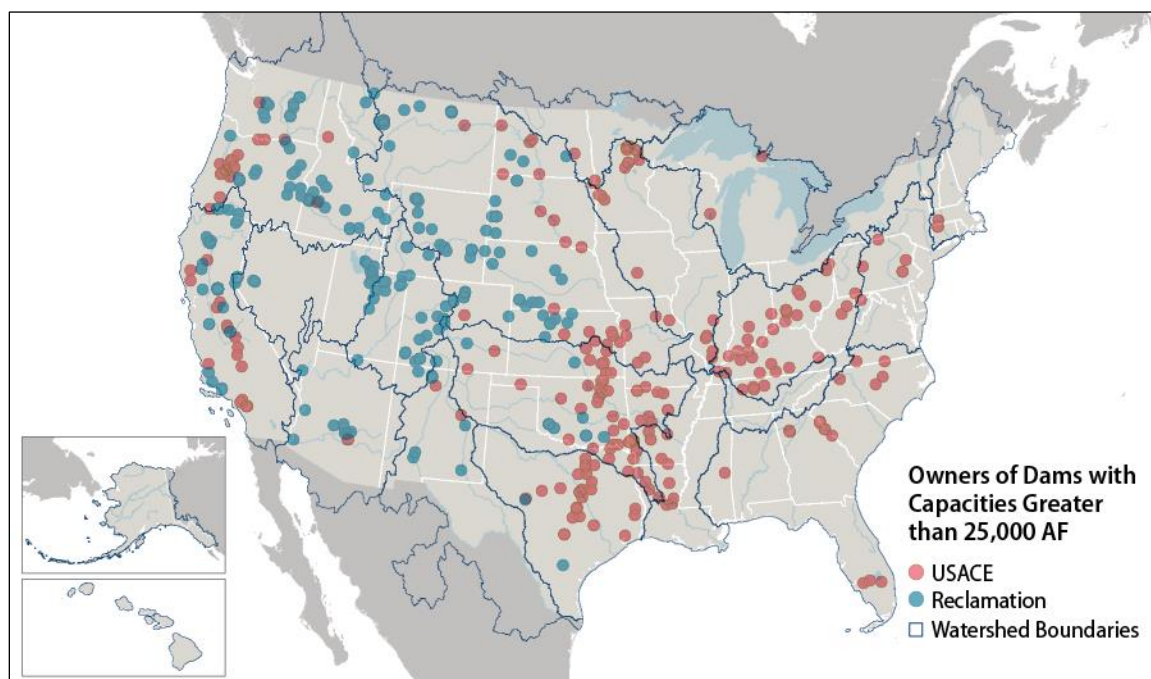 Owners of Dams with
Capacities Greater
than 25,000 AF
USACE
Reclamation
Watershed Boundaries